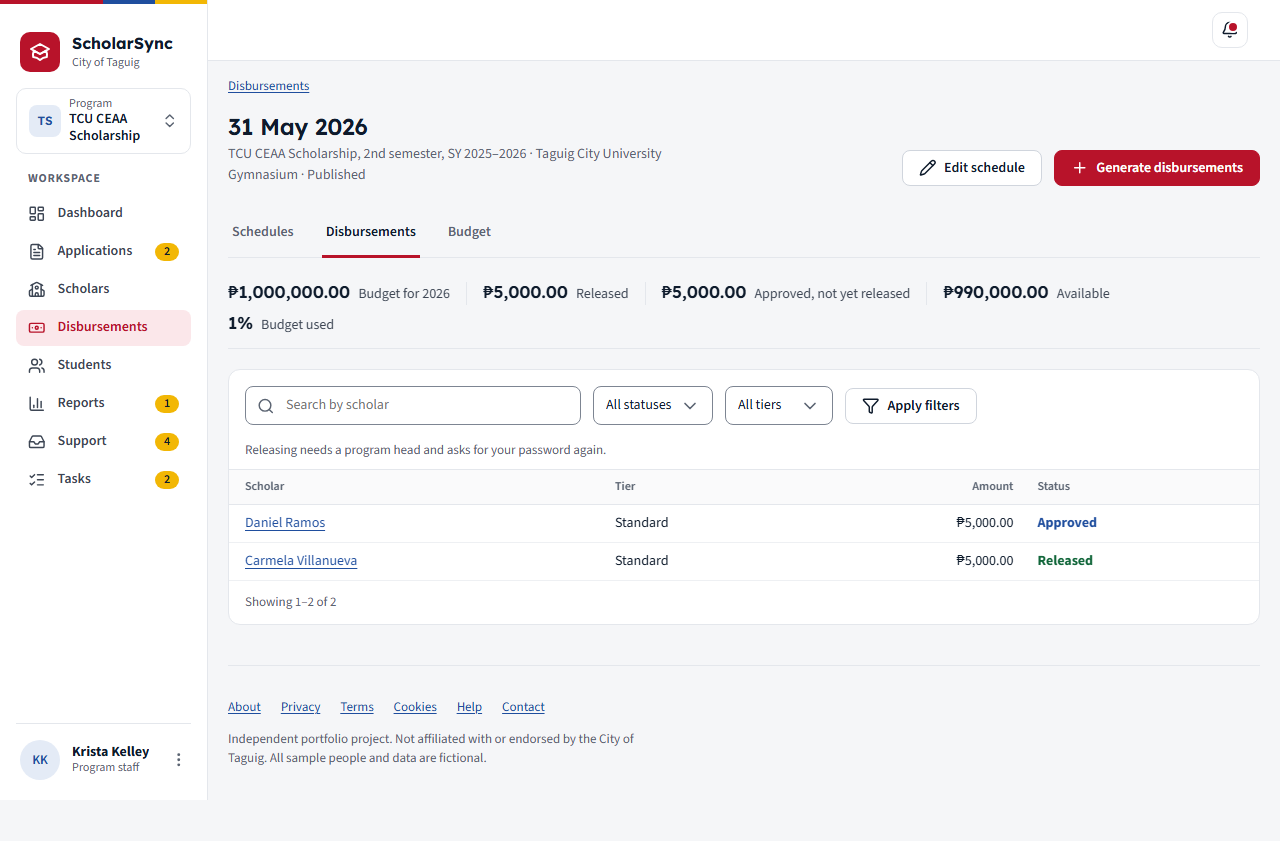 ScholarSync
City of Taguig
TS
Program
TCU CEAA
Scholarship
WORKSPACE
Dashboard
Applications 2
Scholars
Disbursements
Students
Reports 1
Support 4
Tasks 2
KK
Krista Kelley
Program staff
Disbursements
31 May 2026
TCU CEAA Scholarship, 2nd semester, SY 2025–2026 · Taguig City University
Gymnasium · Published
Edit schedule
Generate disbursements
Schedules Disbursements Budget
₱1,000,000.00 Budget for 2026 ₱5,000.00 Released ₱5,000.00 Approved, not yet released ₱990,000.00 Available
1% Budget used
Search by scholar All statuses All tiers Apply filters
Releasing needs a program head and asks for your password again.
Scholar Tier Amount Status
Daniel Ramos Standard ₱5,000.00 Approved
Carmela Villanueva Standard ₱5,000.00 Released
Showing 1–2 of 2
About Privacy Terms Cookies Help Contact
Independent portfolio project. Not affiliated with or endorsed by the City of
Taguig. All sample people and data are fictional.